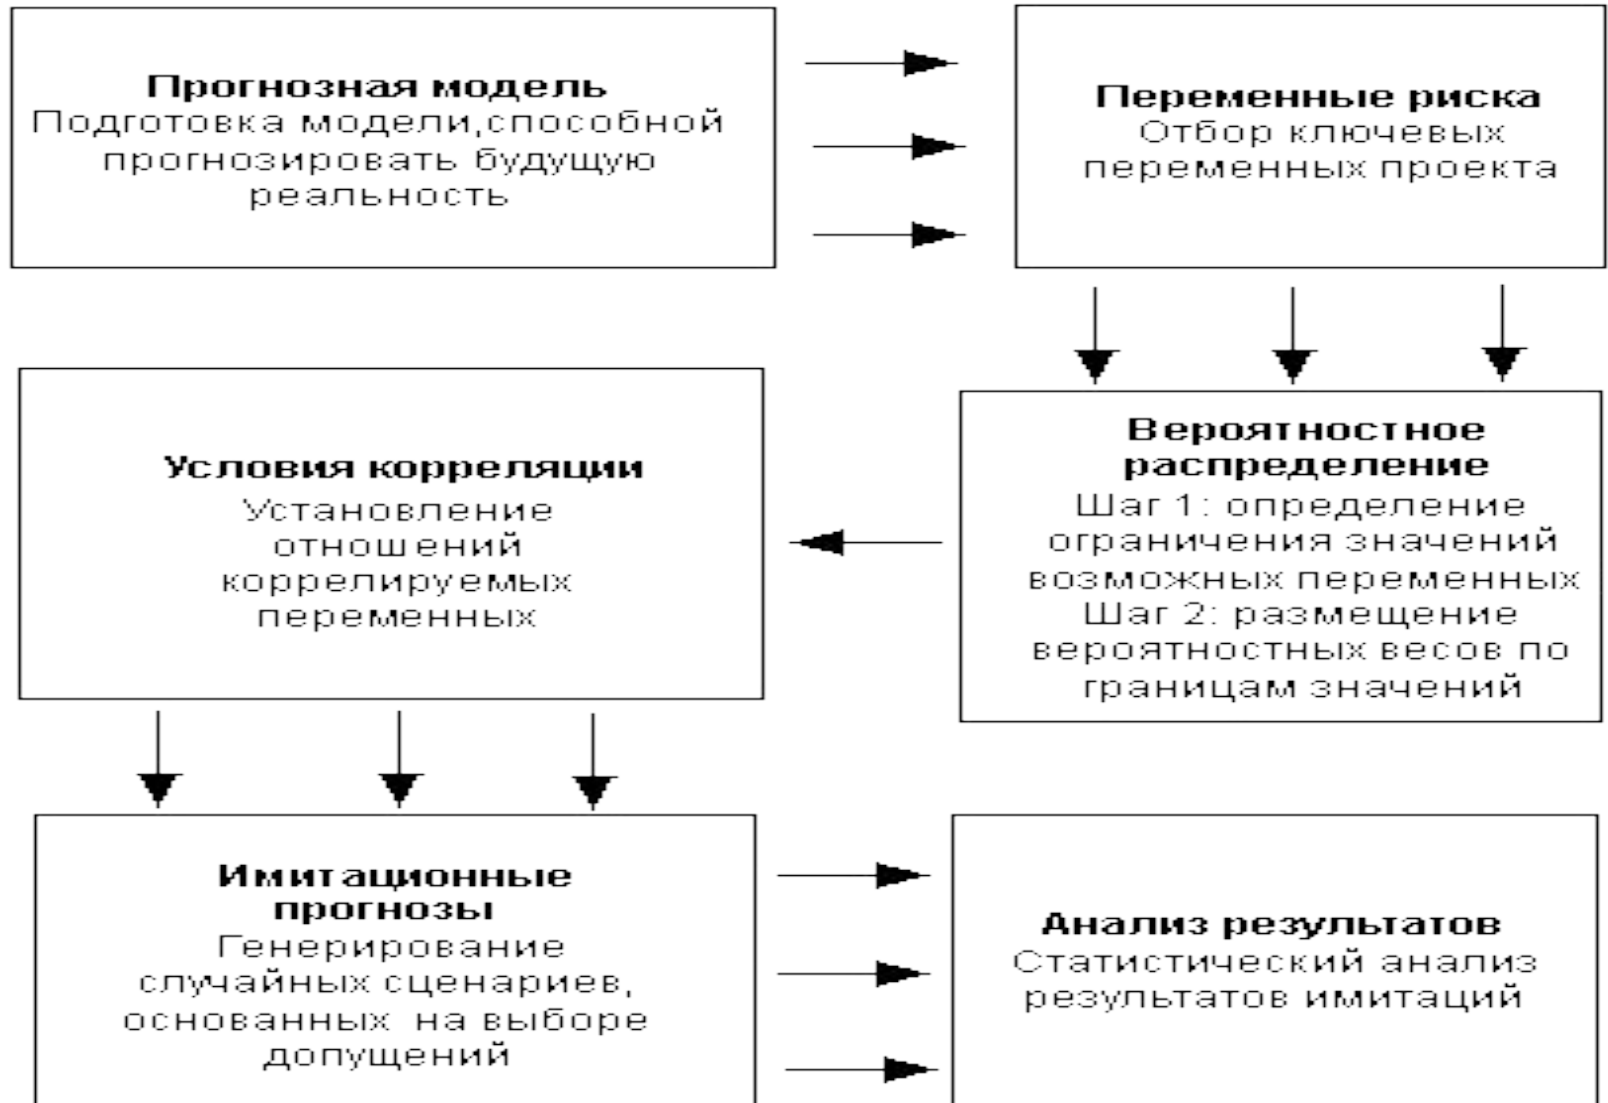 Прогнозная модель
Подготовка модели,способной
прогнозировать будущую
реальность
Переменные риска
Отбор ключевых
переменных проекта
Вероятностное
распределение
Шаг 1: определение
ограничения значений
возможных переменных
Шаг 2: размещение
вероятностных весов по
границам значений
Условия корреляции
Установление
отношений
коррелируемых
переменных
Имитационные
прогнозы
Генерирование
случайных сценариев,
основанных на выборе
допущений
Анализ результатов
Статистический анализ
результатов имитаций